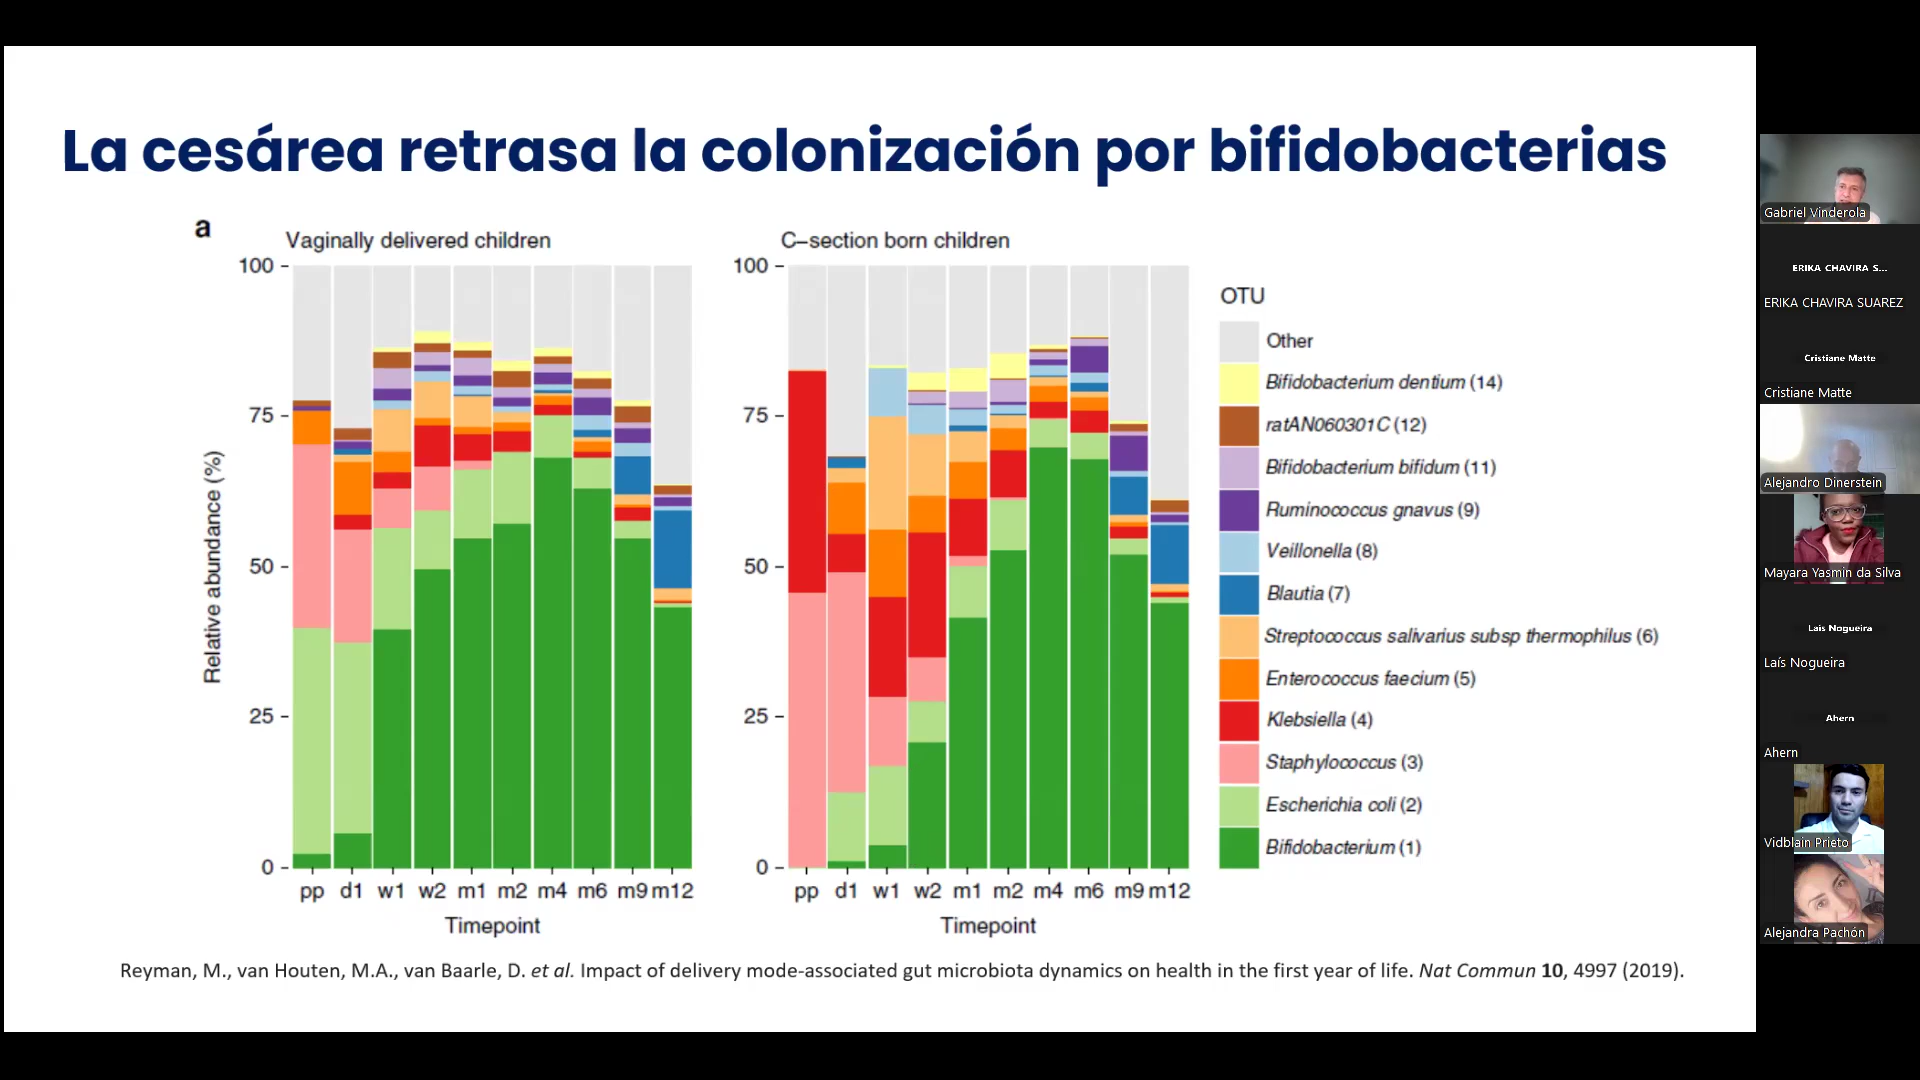 La cesárea retrasa la colonización por bifidobacterias
a
Vaginally delivered children
C–section born children
100
75
50
25
0
Relative abundance (%)
pp d1 w1 w2 m1 m2 m4 m6 m9 m12
Timepoint
100
75
50
25
0
pp d1 w1 w2 m1 m2 m4 m6 m9 m12
Timepoint
OTU
Other
Bifidobacterium dentium (14)
ratAN060301C (12)
Bifidobacterium bifidum (11)
Ruminococcus gnavus (9)
Veillonella (8)
Blautia (7)
Streptococcus salivarius subsp thermophilus (6)
Enterococcus faecium (5)
Klebsiella (4)
Staphylococcus (3)
Escherichia coli (2)
Bifidobacterium (1)
Reyman, M., van Houten, M.A., van Baarle, D. et al. Impact of delivery mode-associated gut microbiota dynamics on health in the first year of life. Nat Commun 10, 4997 (2019).
Gabriel Vinderola
ERIKA CHAVIRA S...
ERIKA CHAVIRA SUAREZ
Cristiane Matte
Cristiane Matte
Alejandro Dinerstein
Mayara Yasmin da Silva
Laís Nogueira
Laís Nogueira
Ahern
Ahern
Vidblain Prieto
Alejandra Pachón